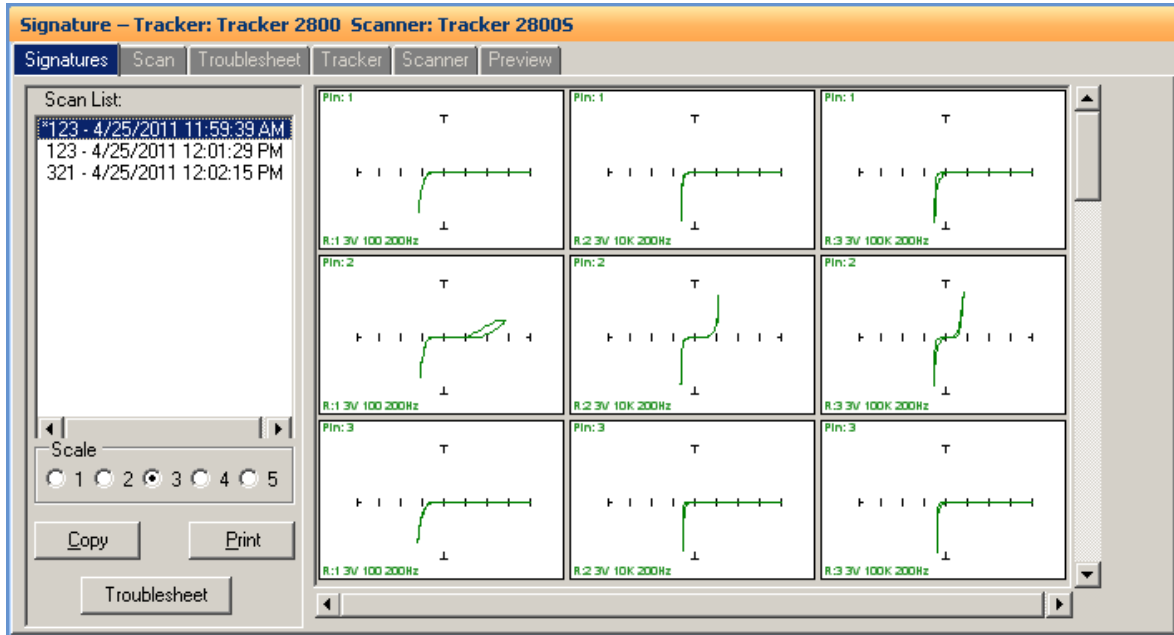 Signature – Tracker: Tracker 2800 Scanner: Tracker 2800S
Signatures Scan Troublesheet Tracker Scanner Preview
Scan List:
*123 - 4/25/2011 11:59:39 AM
123 - 4/25/2011 12:01:29 PM
321 - 4/25/2011 12:02:15 PM
Scale
1 2 3 4 5
Copy Print
Troublesheet
Pin: 1 Pin: 1 Pin: 1
R:1 3V 100 200Hz R:2 3V 10K 200Hz R:3 3V 100K 200Hz
Pin: 2 Pin: 2 Pin: 2
R:1 3V 100 200Hz R:2 3V 10K 200Hz R:3 3V 100K 200Hz
Pin: 3 Pin: 3 Pin: 3
R:1 3V 100 200Hz R:2 3V 10K 200Hz R:3 3V 100K 200Hz